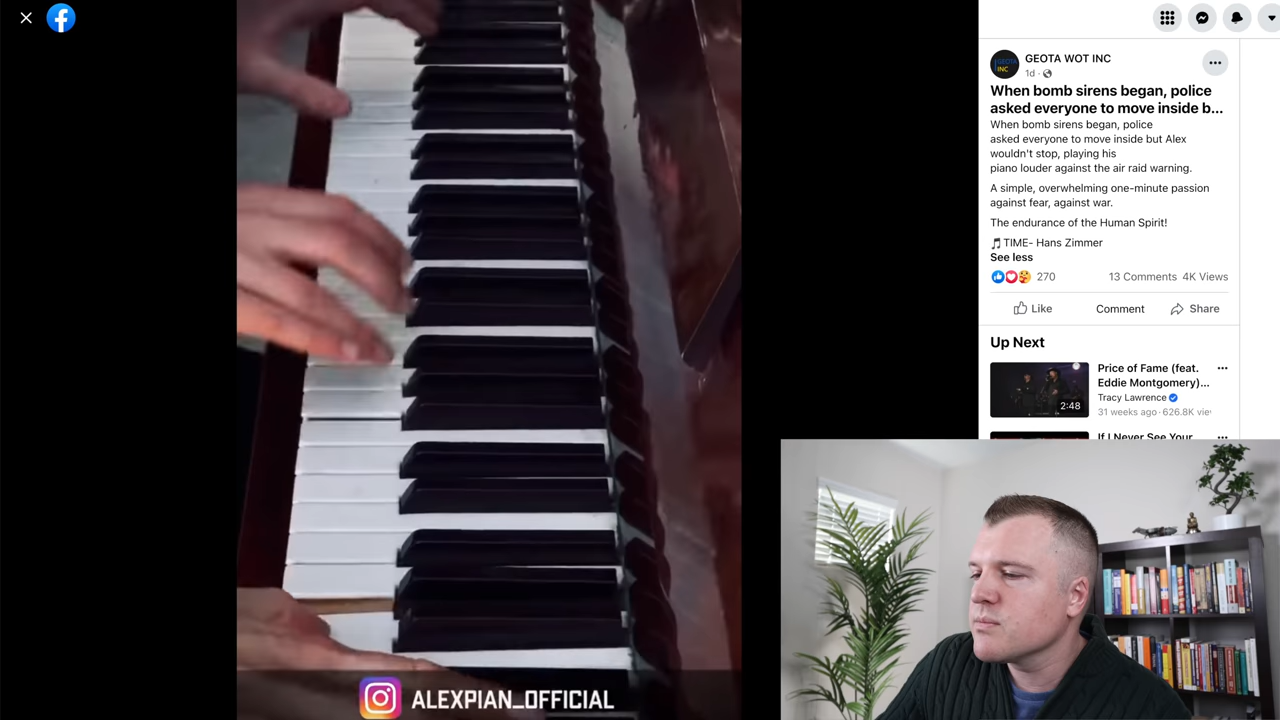 GEOTA WOT INC
1d ·
When bomb sirens began, police
asked everyone to move inside b...
When bomb sirens began, police
asked everyone to move inside but Alex
wouldn't stop, playing his
piano louder against the air raid warning.
A simple, overwhelming one-minute passion
against fear, against war.
The endurance of the Human Spirit!
TIME- Hans Zimmer
See less
270
13 Comments 4K Views
Like
Comment
Share
Up Next
Price of Fame (feat.
Eddie Montgomery)...
Tracy Lawrence
31 weeks ago · 626.8K vie
2:48
If I Never See Your
ALEXPIAN_OFFICIAL